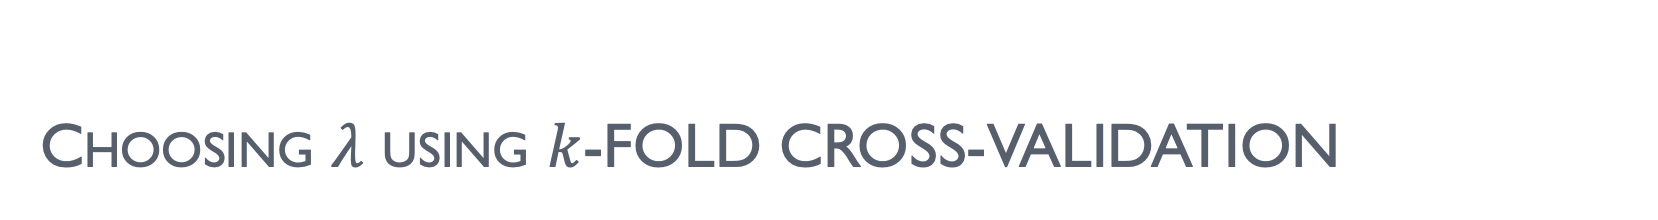 CHOOSING 𝜆 USING 𝑘-FOLD CROSS-VALIDATION